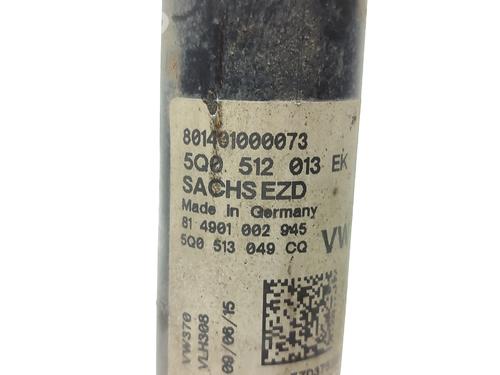 801401000073
5Q0 512 013 EK
SACHS EZD
Made in Germany
81 4901 002 945
5Q0 513 049 CQ
VW
VW370
VLH308
09/06/15